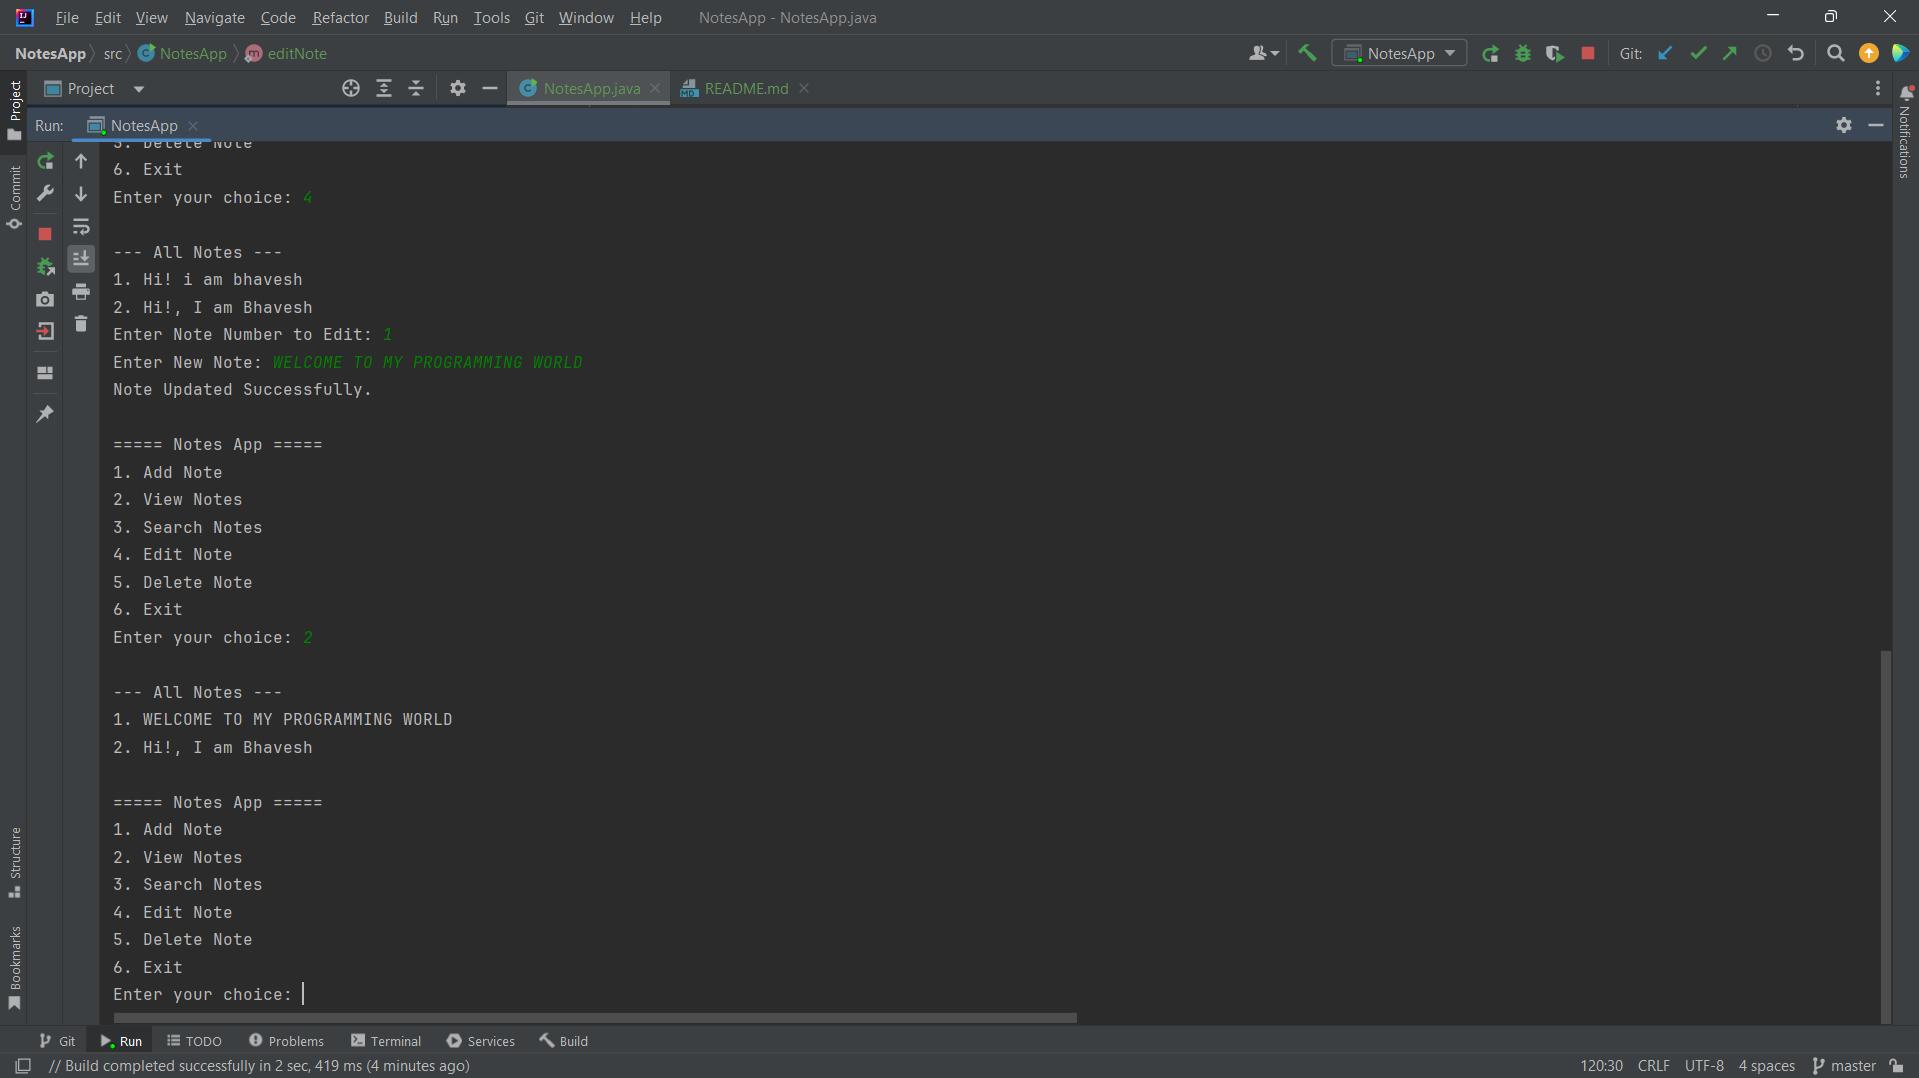 File Edit View Navigate Code Refactor Build Run Tools Git Window Help NotesApp - NotesApp.java
NotesApp src NotesApp editNote NotesApp Git:
Project NotesApp.java README.md
Run: NotesApp
5. Delete Note
6. Exit
Enter your choice: 4
--- All Notes ---
1. Hi! i am bhavesh
2. Hi!, I am Bhavesh
Enter Note Number to Edit: 1
Enter New Note: WELCOME TO MY PROGRAMMING WORLD
Note Updated Successfully.
===== Notes App =====
1. Add Note
2. View Notes
3. Search Notes
4. Edit Note
5. Delete Note
6. Exit
Enter your choice: 2
--- All Notes ---
1. WELCOME TO MY PROGRAMMING WORLD
2. Hi!, I am Bhavesh
===== Notes App =====
1. Add Note
2. View Notes
3. Search Notes
4. Edit Note
5. Delete Note
6. Exit
Enter your choice:
Project
Commit
Structure
Bookmarks
Notifications
Git Run TODO Problems Terminal Services Build
// Build completed successfully in 2 sec, 419 ms (4 minutes ago) 120:30 CRLF UTF-8 4 spaces master